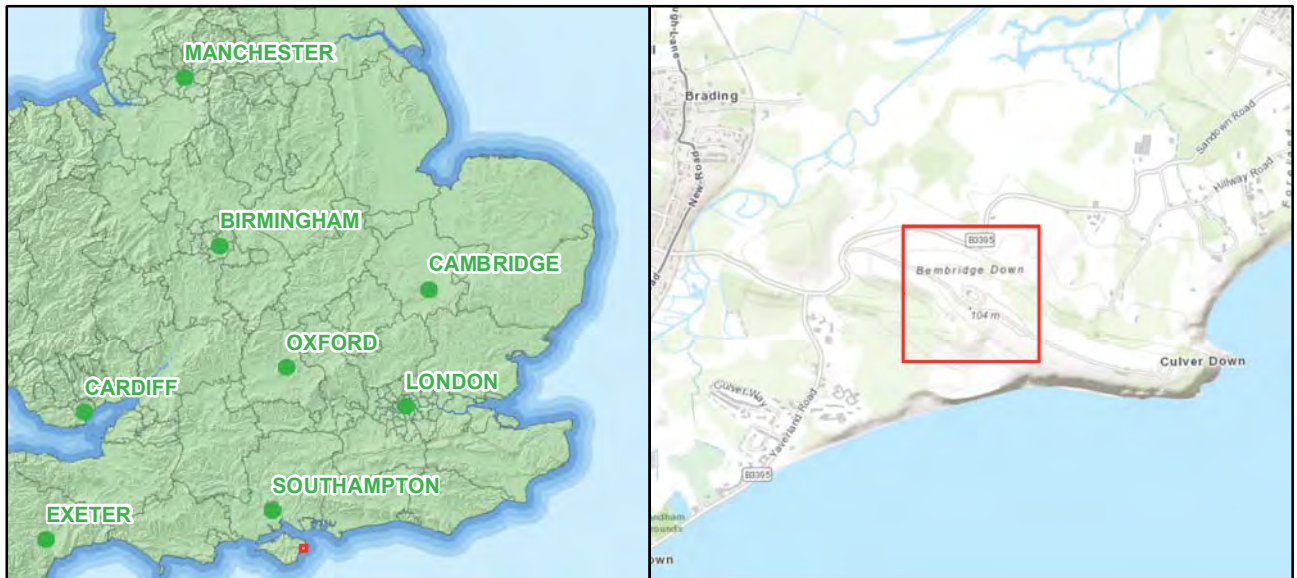 MANCHESTER
BIRMINGHAM
CAMBRIDGE
OXFORD
CARDIFF
LONDON
SOUTHAMPTON
EXETER
Brading
New-Road
Sandown Road
Hillway Road
B3395
Bembridge Down
104 m
Culver Down
Culver Way
Yaverland Road
B3395